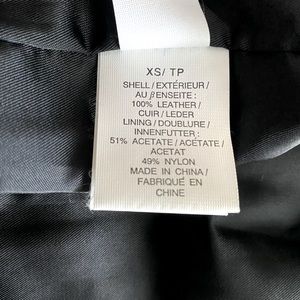 XS/ TP
SHELL / EXTÉRIEUR /
AU βENSEITE :
100% LEATHER /
CUIR / LEDER
LINING / DOUBLURE /
INNENFUTTER :
51% ACETATE / ACÉTATE /
ACETAT
49% NYLON
MADE IN CHINA /
FABRIQUÉ EN
CHINE